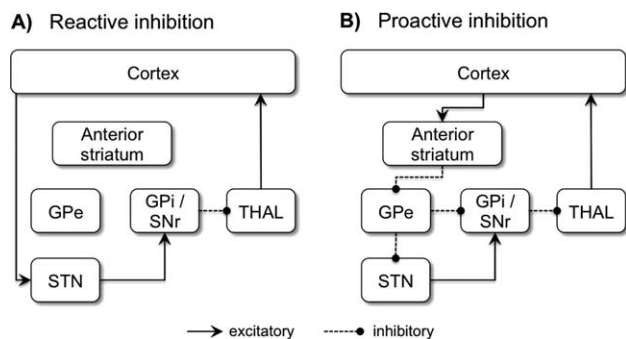 A) Reactive inhibition
Cortex
Anterior
striatum
GPe
GPi /
SNr
THAL
STN
B) Proactive inhibition
Cortex
Anterior
striatum
GPe
GPi /
SNr
THAL
STN
excitatory
inhibitory